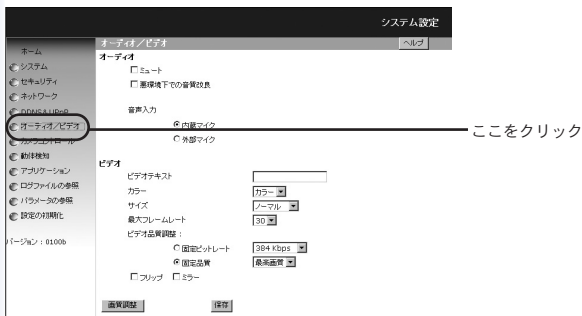 システム設定
オーディオ/ビデオ
ヘルプ
ホーム
システム
セキュリティ
ネットワーク
DDNS&UPnP
オーディオ/ビデオ
カメラコントロール
動体検知
アプリケーション
ログファイルの参照
パラメータの参照
設定の初期化
バージョン:0100b
オーディオ
ミュート
悪環境下での音質改良
音声入力
内蔵マイク
外部マイク
ビデオ
ビデオテキスト
カラー カラー
サイズ ノーマル
最大フレームレート 30
ビデオ品質調整:
固定ビットレート 384 Kbps
固定品質 最高画質
フリップ ミラー
画質調整 保存
ここをクリック